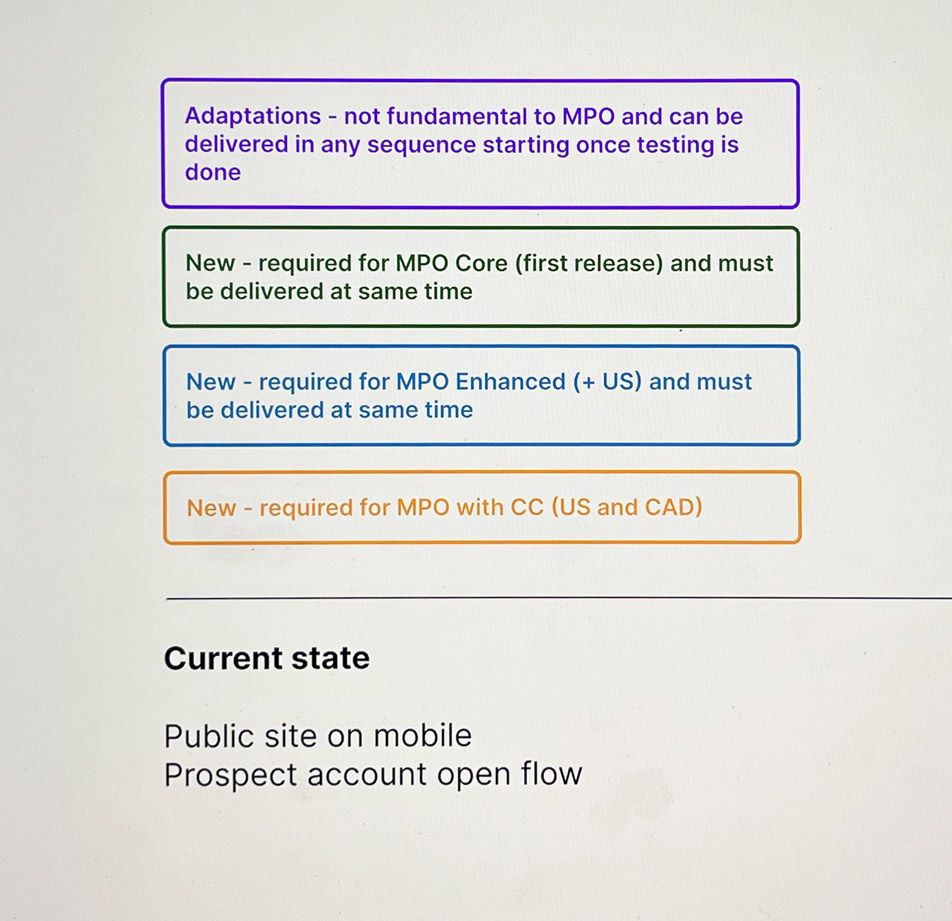 Adaptations - not fundamental to MPO and can be
delivered in any sequence starting once testing is
done
New - required for MPO Core (first release) and must
be delivered at same time
New - required for MPO Enhanced (+ US) and must
be delivered at same time
New - required for MPO with CC (US and CAD)
Current state
Public site on mobile
Prospect account open flow